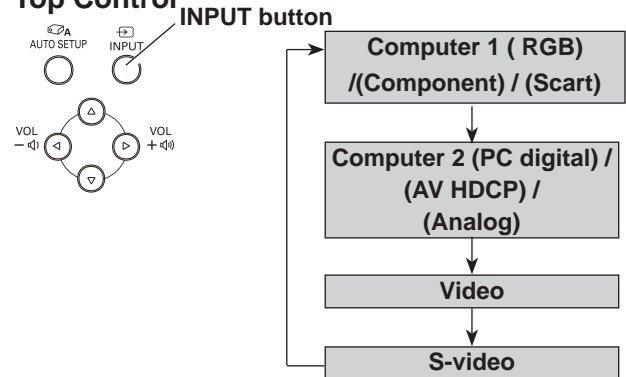 Top Control
INPUT button
A
AUTO SETUP
INPUT
VOL
–
VOL
+
Computer 1 ( RGB)
/(Component) / (Scart)
Computer 2 (PC digital) /
(AV HDCP) /
(Analog)
Video
S-video